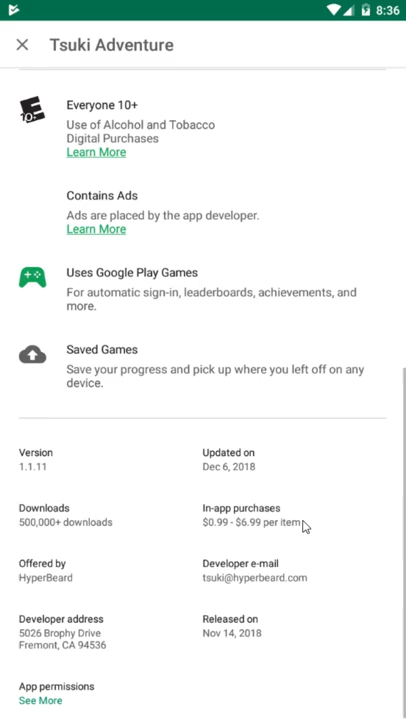 8:36
Tsuki Adventure
E
10+
Everyone 10+
Use of Alcohol and Tobacco
Digital Purchases
Learn More
Contains Ads
Ads are placed by the app developer.
Learn More
Uses Google Play Games
For automatic sign-in, leaderboards, achievements, and
more.
Saved Games
Save your progress and pick up where you left off on any
device.
Version
1.1.11
Updated on
Dec 6, 2018
Downloads
500,000+ downloads
In-app purchases
$0.99 - $6.99 per item
Offered by
HyperBeard
Developer e-mail
tsuki@hyperbeard.com
Developer address
5026 Brophy Drive
Fremont, CA 94536
Released on
Nov 14, 2018
App permissions
See More